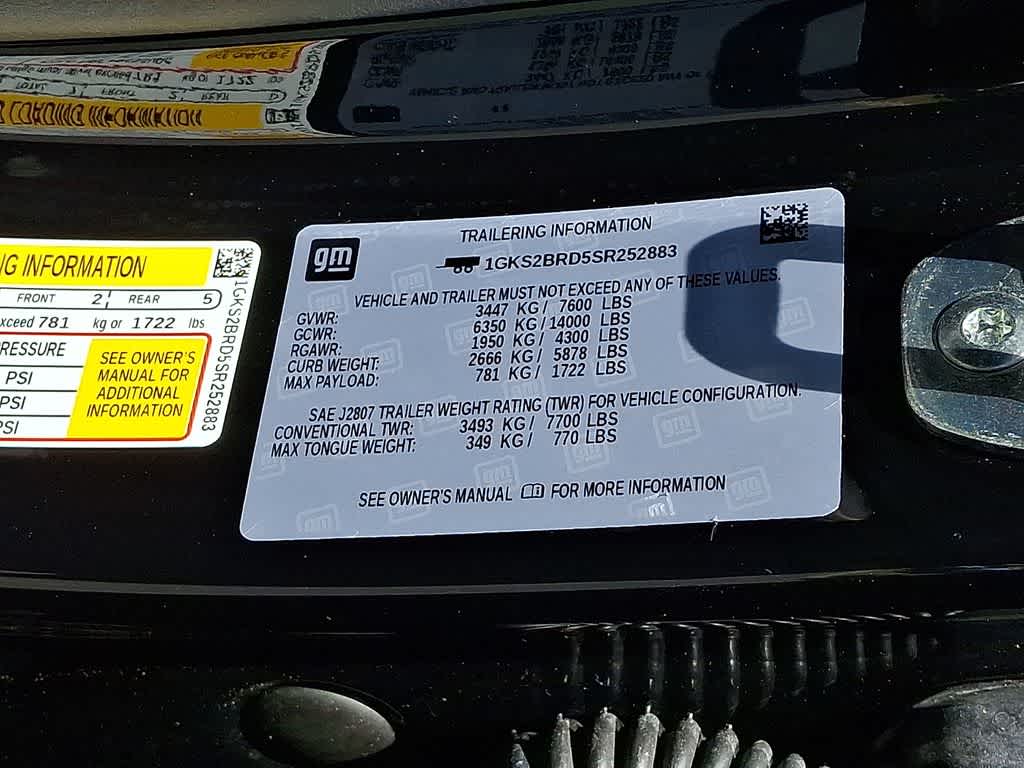 NG INFORMATION
FRONT 2 REAR 5
xceed 781 kg or 1722 lbs
RESSURE
PSI
PSI
PSI
SEE OWNER'S
MANUAL FOR
ADDITIONAL
INFORMATION
1GKS2BRD5SR252883
gm
TRAILERING INFORMATION
1GKS2BRD5SR252883
VEHICLE AND TRAILER MUST NOT EXCEED ANY OF THESE VALUES.
GVWR: 3447 KG/ 7600 LBS
GCWR: 6350 KG/ 14000 LBS
RGAWR: 1950 KG/ 4300 LBS
CURB WEIGHT: 2666 KG/ 5878 LBS
MAX PAYLOAD: 781 KG/ 1722 LBS
SAE J2807 TRAILER WEIGHT RATING (TWR) FOR VEHICLE CONFIGURATION.
CONVENTIONAL TWR: 3493 KG/ 7700 LBS
MAX TONGUE WEIGHT: 349 KG/ 770 LBS
SEE OWNER'S MANUAL FOR MORE INFORMATION